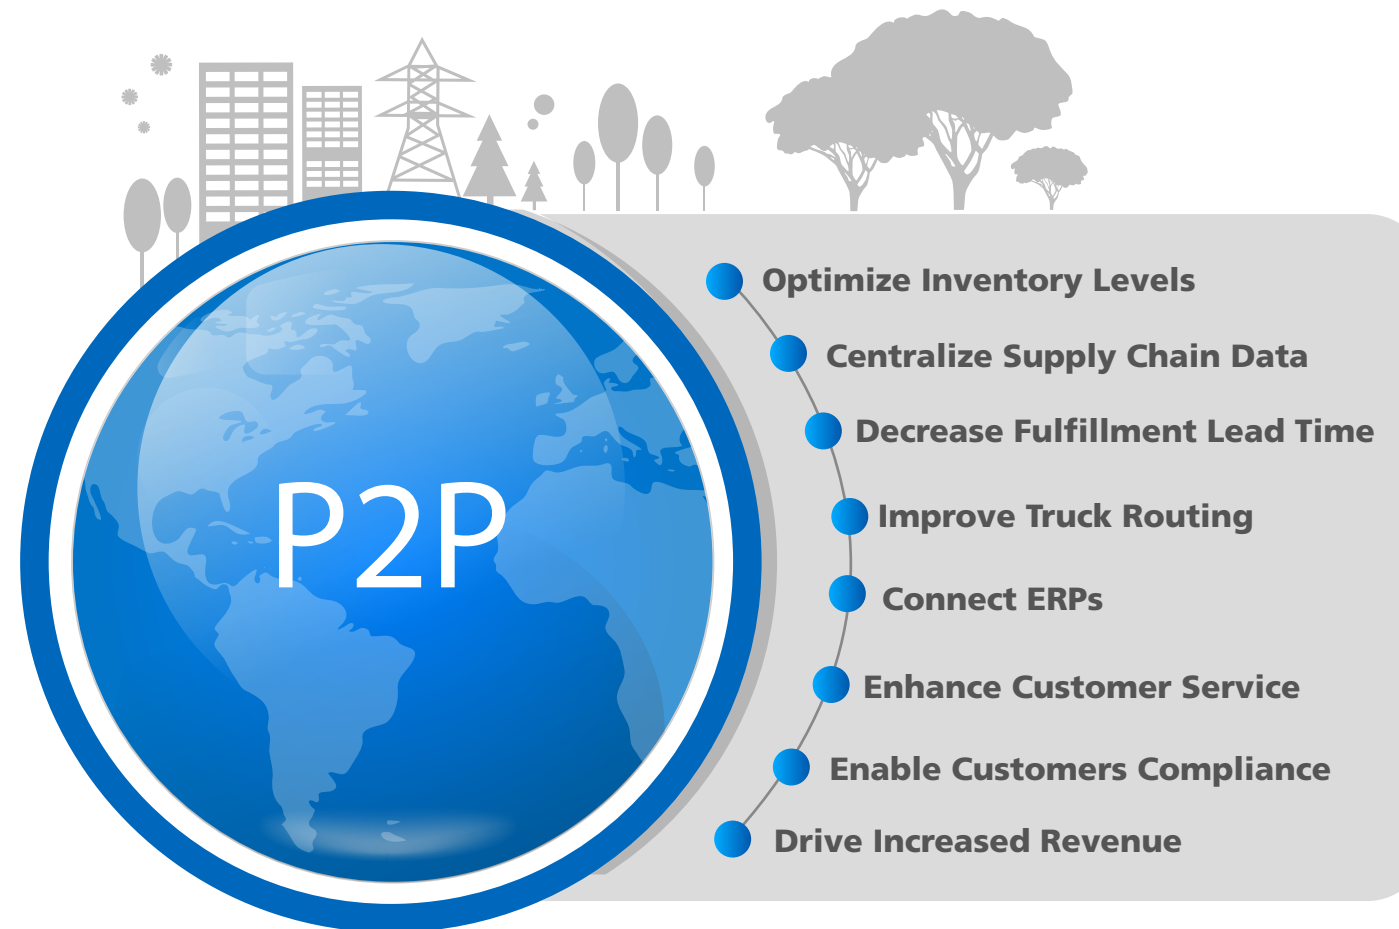 P2P
Optimize Inventory Levels
Centralize Supply Chain Data
Decrease Fulfillment Lead Time
Improve Truck Routing
Connect ERPs
Enhance Customer Service
Enable Customers Compliance
Drive Increased Revenue